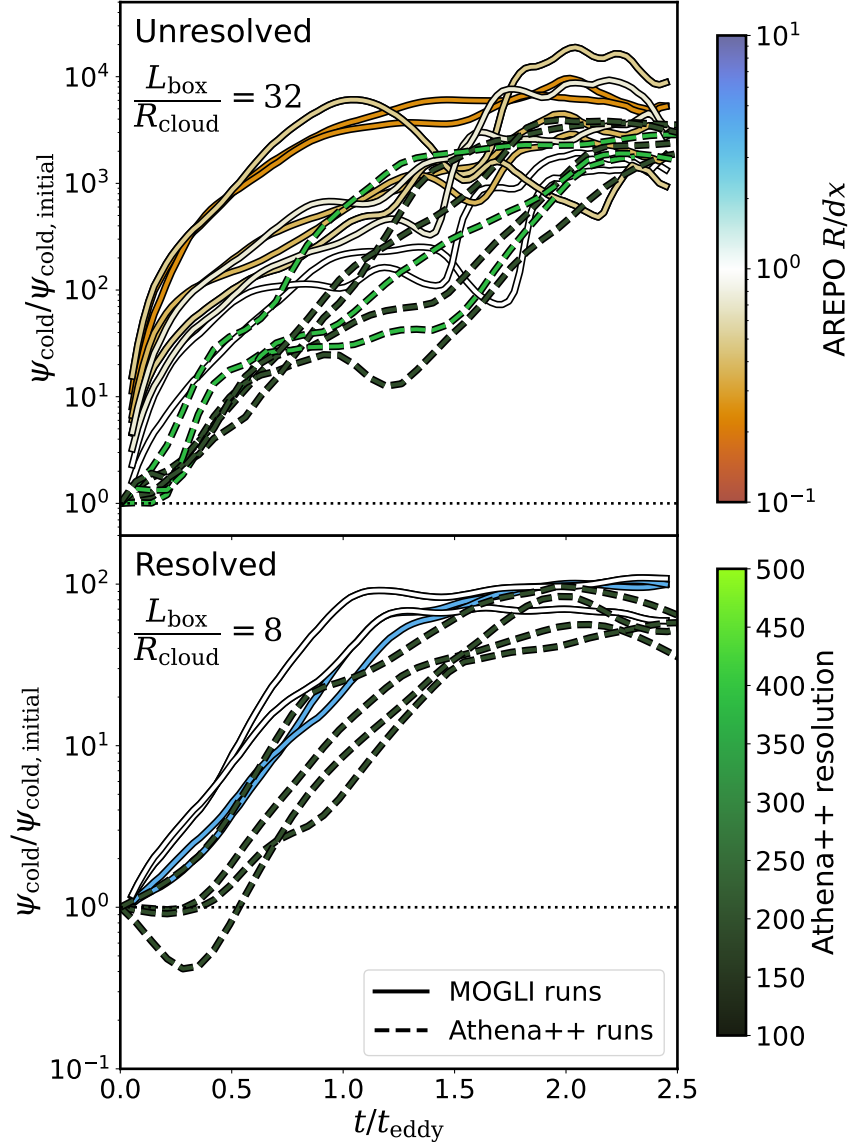 Unresolved
L_box / R_cloud = 32
10^4
10^3
10^2
10^1
10^0
ψ_cold/ψ_cold, initial
10^1
10^0
10^-1
AREPO R/dx
Resolved
L_box / R_cloud = 8
10^2
10^1
10^0
10^-1
ψ_cold/ψ_cold, initial
MOGLI runs
Athena++ runs
0.0 0.5 1.0 1.5 2.0 2.5
t/t_eddy
500
450
400
350
300
250
200
150
100
Athena++ resolution